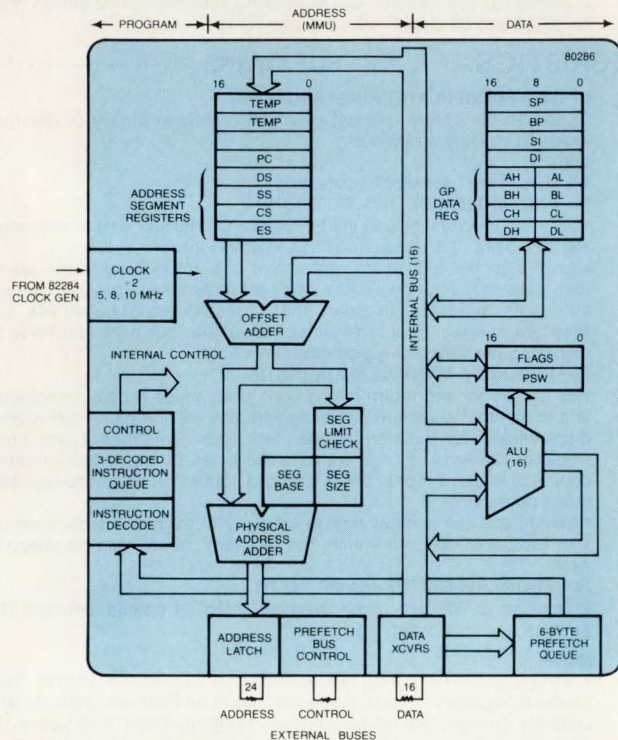 PROGRAM
ADDRESS
(MMU)
DATA
80286
16 0
TEMP
TEMP
PC
DS
SS
CS
ES
ADDRESS
SEGMENT
REGISTERS
16 8 0
SP
BP
SI
DI
AH AL
BH BL
CH CL
DH DL
GP
DATA
REG
CLOCK
÷2
5, 8, 10 MHz
FROM 82284
CLOCK GEN
OFFSET
ADDER
INTERNAL BUS (16)
INTERNAL CONTROL
16 0
FLAGS
PSW
CONTROL
3-DECODED
INSTRUCTION
QUEUE
INSTRUCTION
DECODE
SEG
LIMIT
CHECK
SEG
BASE
SEG
SIZE
ALU
(16)
PHYSICAL
ADDRESS
ADDER
ADDRESS
LATCH
PREFETCH
BUS
CONTROL
DATA
XCVRS
6-BYTE
PREFETCH
QUEUE
24
16
ADDRESS
CONTROL
DATA
EXTERNAL BUSES